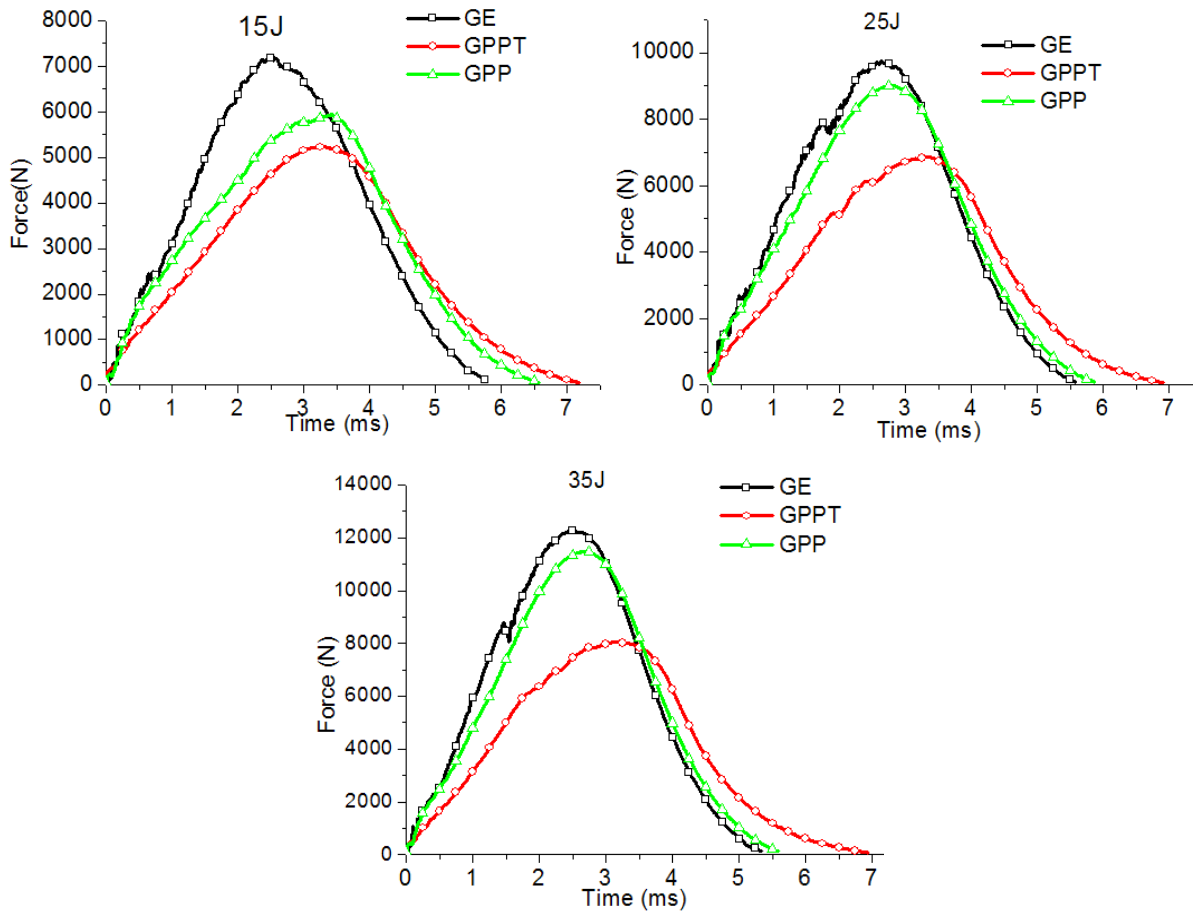 15J
GE
GPPT
GPP
8000
7000
6000
5000
4000
3000
2000
1000
0
Force(N)
0 1 2 3 4 5 6 7
Time (ms)
25J
GE
GPPT
GPP
10000
8000
6000
4000
2000
0
Force (N)
0 1 2 3 4 5 6 7
Time (ms)
35J
GE
GPPT
GPP
14000
12000
10000
8000
6000
4000
2000
0
Force (N)
0 1 2 3 4 5 6 7
Time (ms)